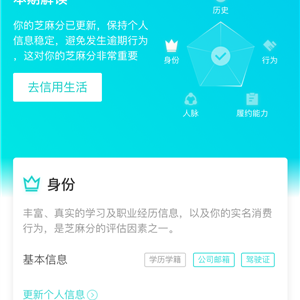 本期解读
历史
你的芝麻分已更新，保持个人
信息稳定，避免发生逾期行为
，这对你的芝麻分非常重要
身份
行为
去信用生活
人脉
履约能力
身份
丰富、真实的学习及职业经历信息，以及你的实名消费
行为，是芝麻分的评估因素之一。
基本信息
学历学籍
公司邮箱
驾驶证
更新个人信息